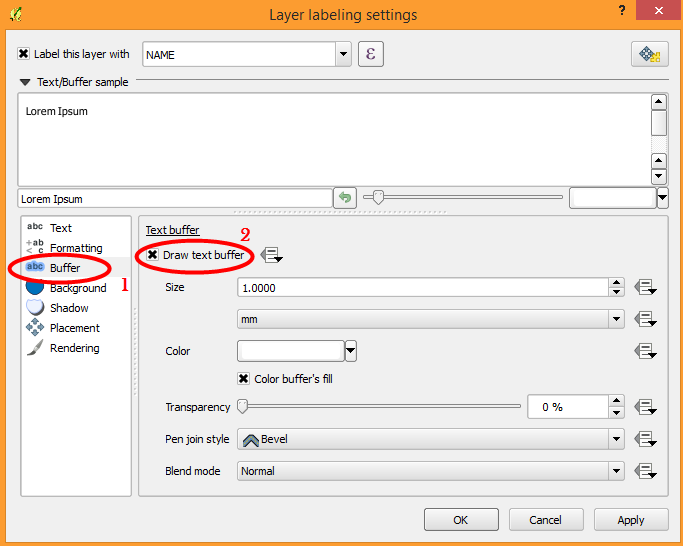 Layer labeling settings
?
Label this layer with NAME ε
Text/Buffer sample
Lorem Ipsum
Lorem Ipsum
abc Text
+ab < c Formatting
abc Buffer
1
Background
Shadow
Placement
Rendering
Text buffer
2
Draw text buffer
Size 1.0000
mm
Color
Color buffer's fill
Transparency 0 %
Pen join style Bevel
Blend mode Normal
OK Cancel Apply